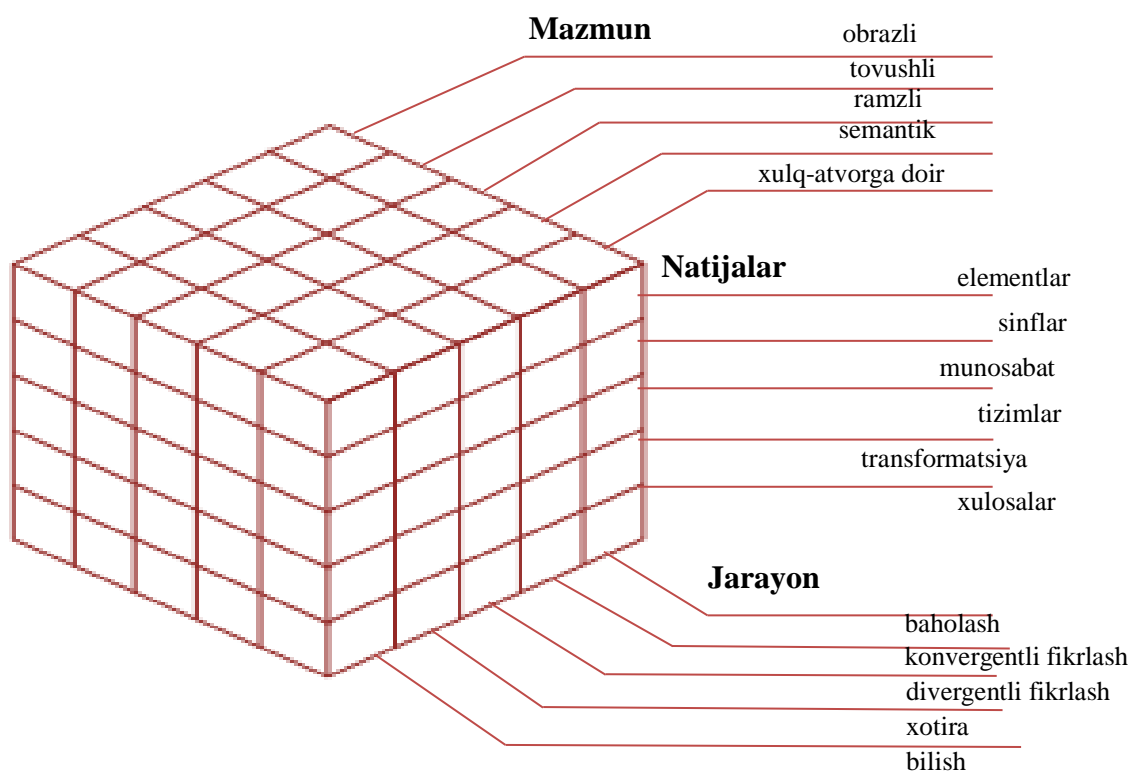 Mazmun
obrazli
tovushli
ramzli
semantik
xulq-atvorga doir
Natijalar
elementlar
sinflar
munosabat
tizimlar
transformatsiya
xulosalar
Jarayon
baholash
konvergentli fikrlash
divergentli fikrlash
xotira
bilish